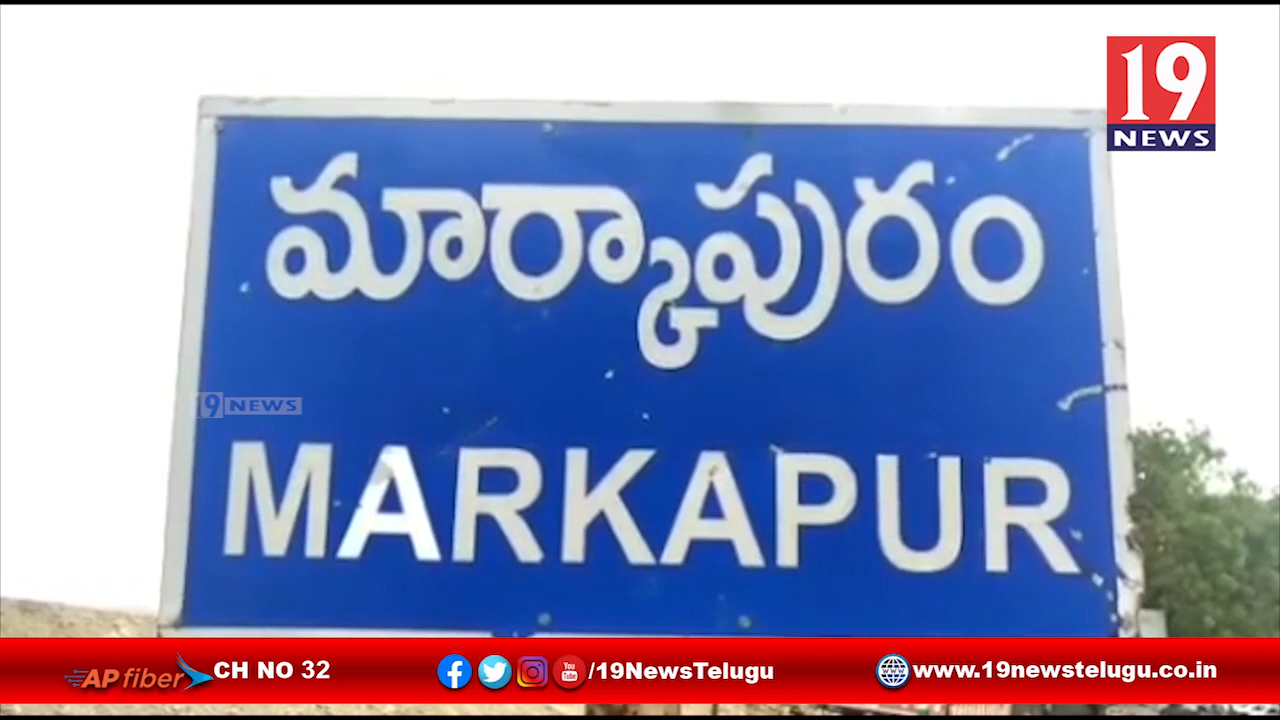 19
NEWS
మార్కాపురం
19 NEWS
MARKAPUR
AP fiber CH NO 32 /19NewsTelugu www.19newstelugu.co.in